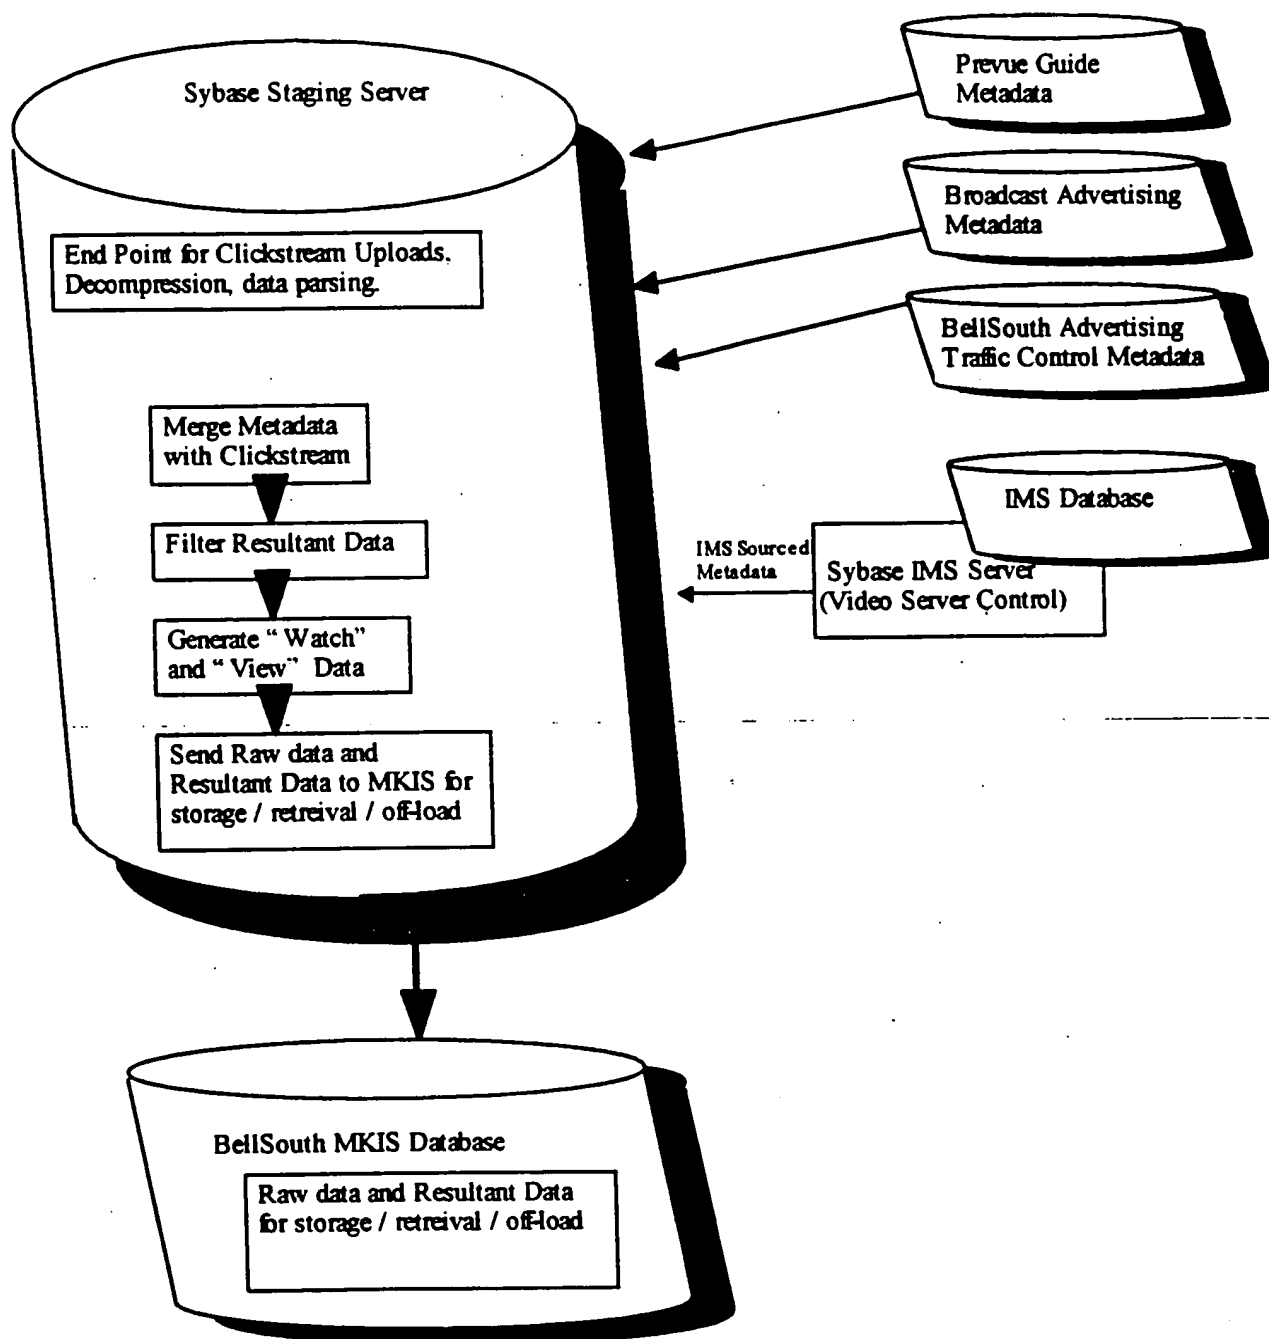 Sybase Staging Server
End Point for Clickstream Uploads.
Decompression, data parsing.
Merge Metadata
with Clickstream
Filter Resultant Data
Generate “ Watch”
and “ View” Data
Send Raw data and
Resultant Data to MKIS for
storage / retreival / off-load
Prevue Guide
Metadata
Broadcast Advertising
Metadata
BellSouth Advertising
Traffic Control Metadata
IMS Database
IMS Sourced
Metadata
Sybase IMS Server
(Video Server Control)
BellSouth MKIS Database
Raw data and Resultant Data
for storage / retreival / off-load